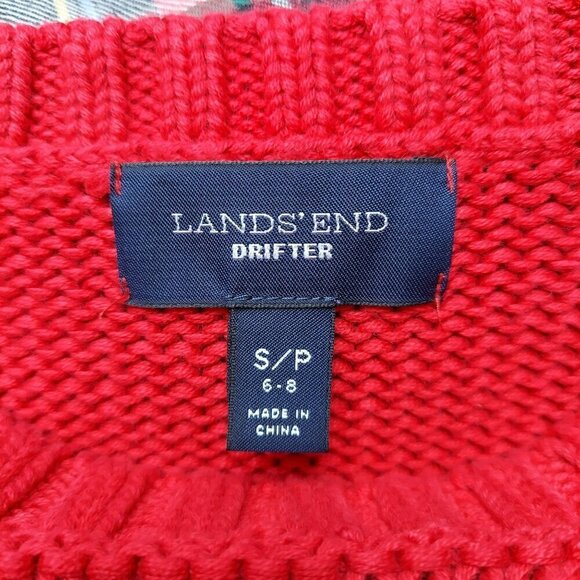 LANDS' END
DRIFTER
S/P
6-8
MADE IN
CHINA